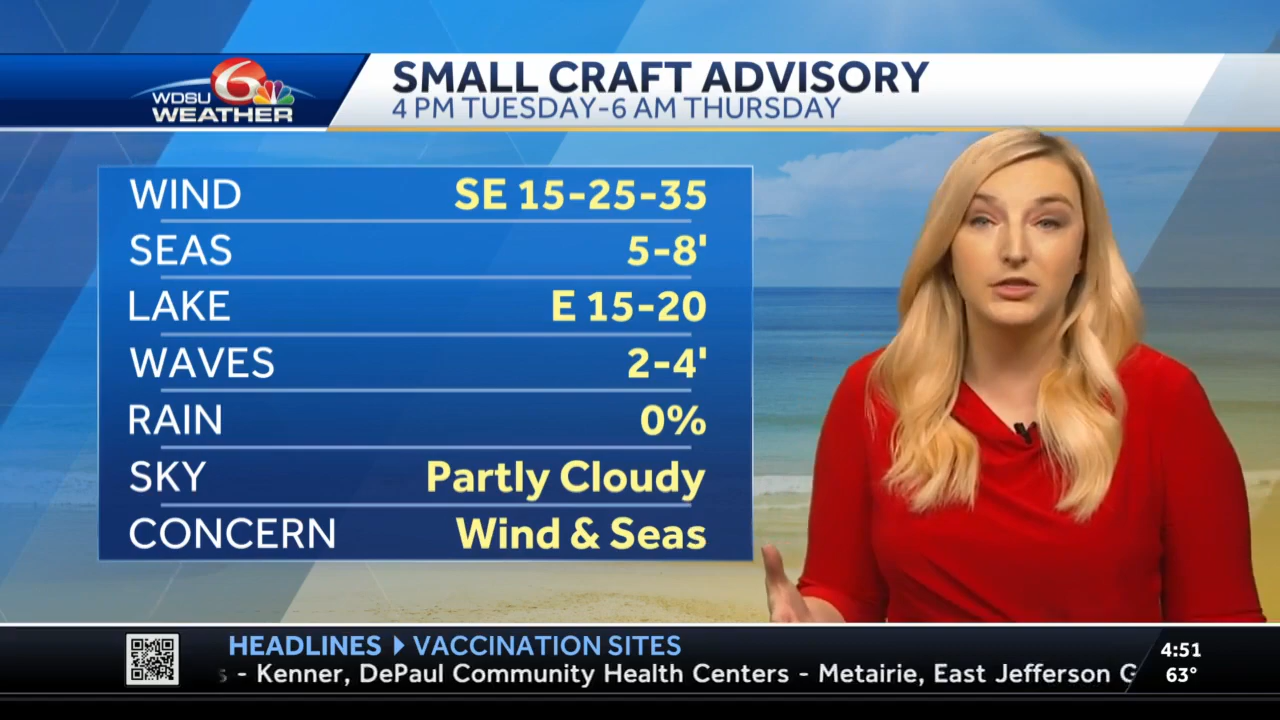 WDSU 6
WEATHER
SMALL CRAFT ADVISORY
4 PM TUESDAY-6 AM THURSDAY
WIND SE 15-25-35
SEAS 5-8'
LAKE E 15-20
WAVES 2-4'
RAIN 0%
SKY Partly Cloudy
CONCERN Wind & Seas
HEADLINES VACCINATION SITES
- Kenner, DePaul Community Health Centers - Metairie, East Jefferson
4:51
63°